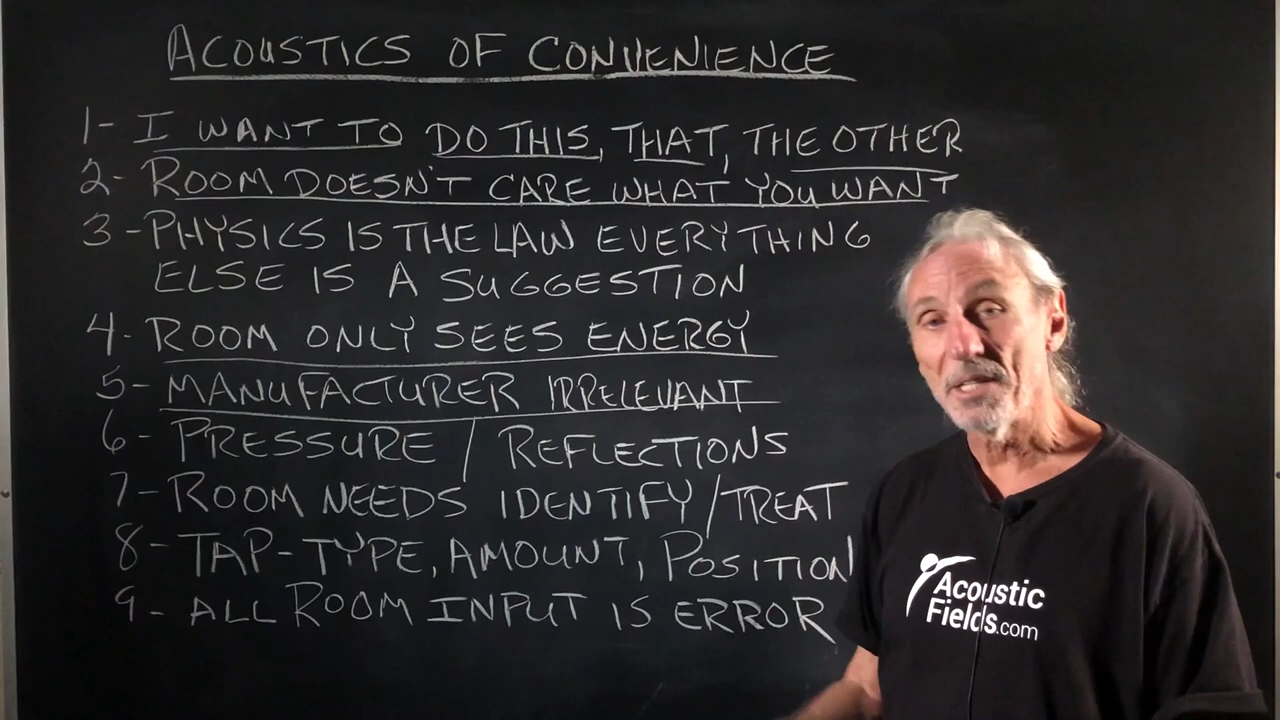 ACOUSTICS OF CONVENIENCE
1- I WANT TO DO THIS, THAT, THE OTHER
2- ROOM DOESN'T CARE WHAT YOU WANT
3- PHYSICS IS THE LAW EVERYTHING
ELSE IS A SUGGESTION
4- ROOM ONLY SEES ENERGY
5- MANUFACTURER IRRELEVANT
6- PRESSURE / REFLECTIONS
7- ROOM NEEDS IDENTIFY/TREAT
8- TAP-TYPE, AMOUNT, POSITION
9- ALL ROOM INPUT IS ERROR
Acoustic
Fields.com